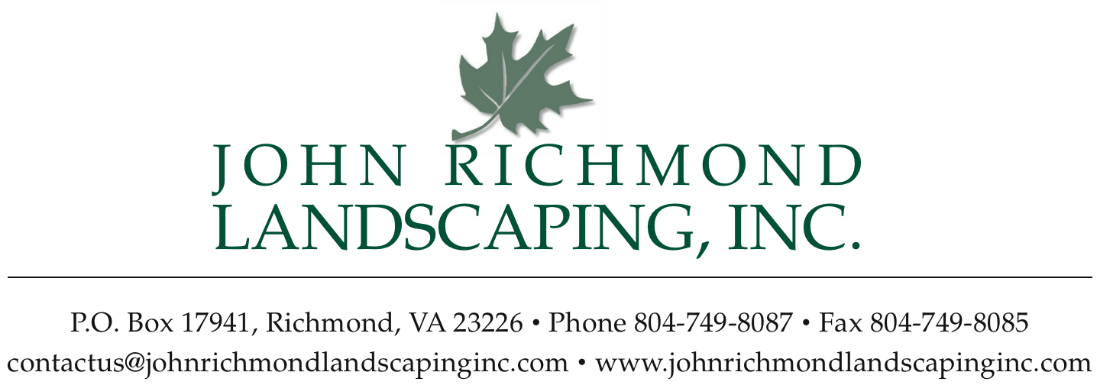 JOHN RICHMOND
LANDSCAPING, INC.
P.O. Box 17941, Richmond, VA 23226 • Phone 804-749-8087 • Fax 804-749-8085
contactus@johnrichmondlandscapinginc.com • www.johnrichmondlandscapinginc.com